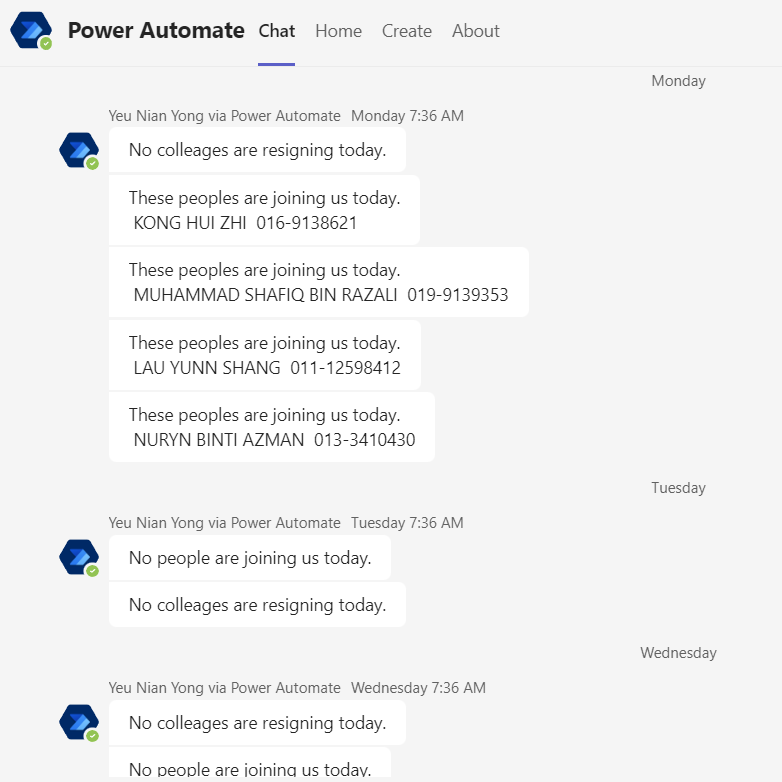 Power Automate Chat Home Create About
Monday
Yeu Nian Yong via Power Automate Monday 7:36 AM
No colleages are resigning today.
These peoples are joining us today.
KONG HUI ZHI 016-9138621
These peoples are joining us today.
MUHAMMAD SHAFIQ BIN RAZALI 019-9139353
These peoples are joining us today.
LAU YUNN SHANG 011-12598412
These peoples are joining us today.
NURYN BINTI AZMAN 013-3410430
Tuesday
Yeu Nian Yong via Power Automate Tuesday 7:36 AM
No people are joining us today.
No colleages are resigning today.
Wednesday
Yeu Nian Yong via Power Automate Wednesday 7:36 AM
No colleages are resigning today.
No people are joining us today.